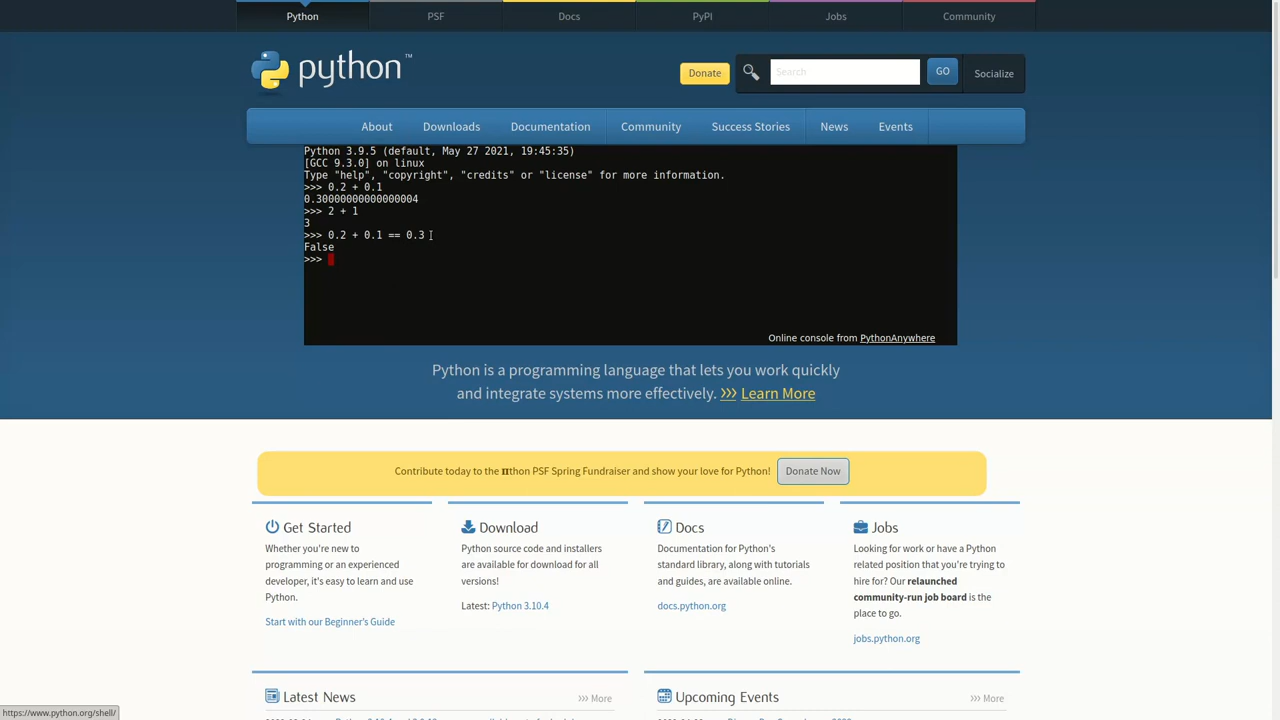 Python
PSF
Docs
PyPI
Jobs
Community
python™
Donate
Search
GO
Socialize
About
Downloads
Documentation
Community
Success Stories
News
Events
Python 3.9.5 (default, May 27 2021, 19:45:35)
[GCC 9.3.0] on linux
Type "help", "copyright", "credits" or "license" for more information.
>>> 0.2 + 0.1
0.30000000000000004
>>> 2 + 1
3
>>> 0.2 + 0.1 == 0.3
False
>>>
Online console from PythonAnywhere
Python is a programming language that lets you work quickly
and integrate systems more effectively. >>> Learn More
Contribute today to the πthon PSF Spring Fundraiser and show your love for Python!
Donate Now
Get Started
Whether you're new to
programming or an experienced
developer, it's easy to learn and use
Python.
Start with our Beginner's Guide
Download
Python source code and installers
are available for download for all
versions!
Latest: Python 3.10.4
Docs
Documentation for Python's
standard library, along with tutorials
and guides, are available online.
docs.python.org
Jobs
Looking for work or have a Python
related position that you're trying to
hire for? Our relaunched
community-run job board is the
place to go.
jobs.python.org
Latest News
>>> More
Upcoming Events
>>> More
https://www.python.org/shell/